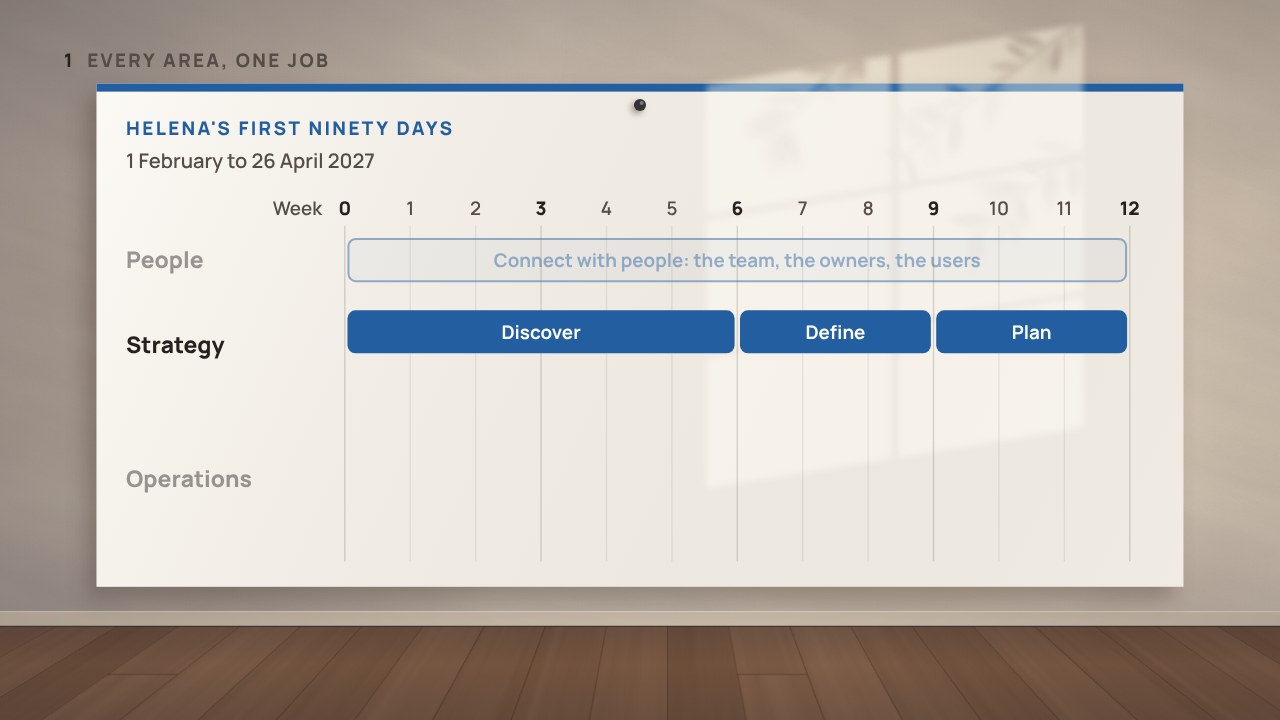 1 EVERY AREA, ONE JOB
HELENA'S FIRST NINETY DAYS
1 February to 26 April 2027
Week 0 1 2 3 4 5 6 7 8 9 10 11 12
People
Connect with people: the team, the owners, the users
Strategy
Discover Define Plan
Operations